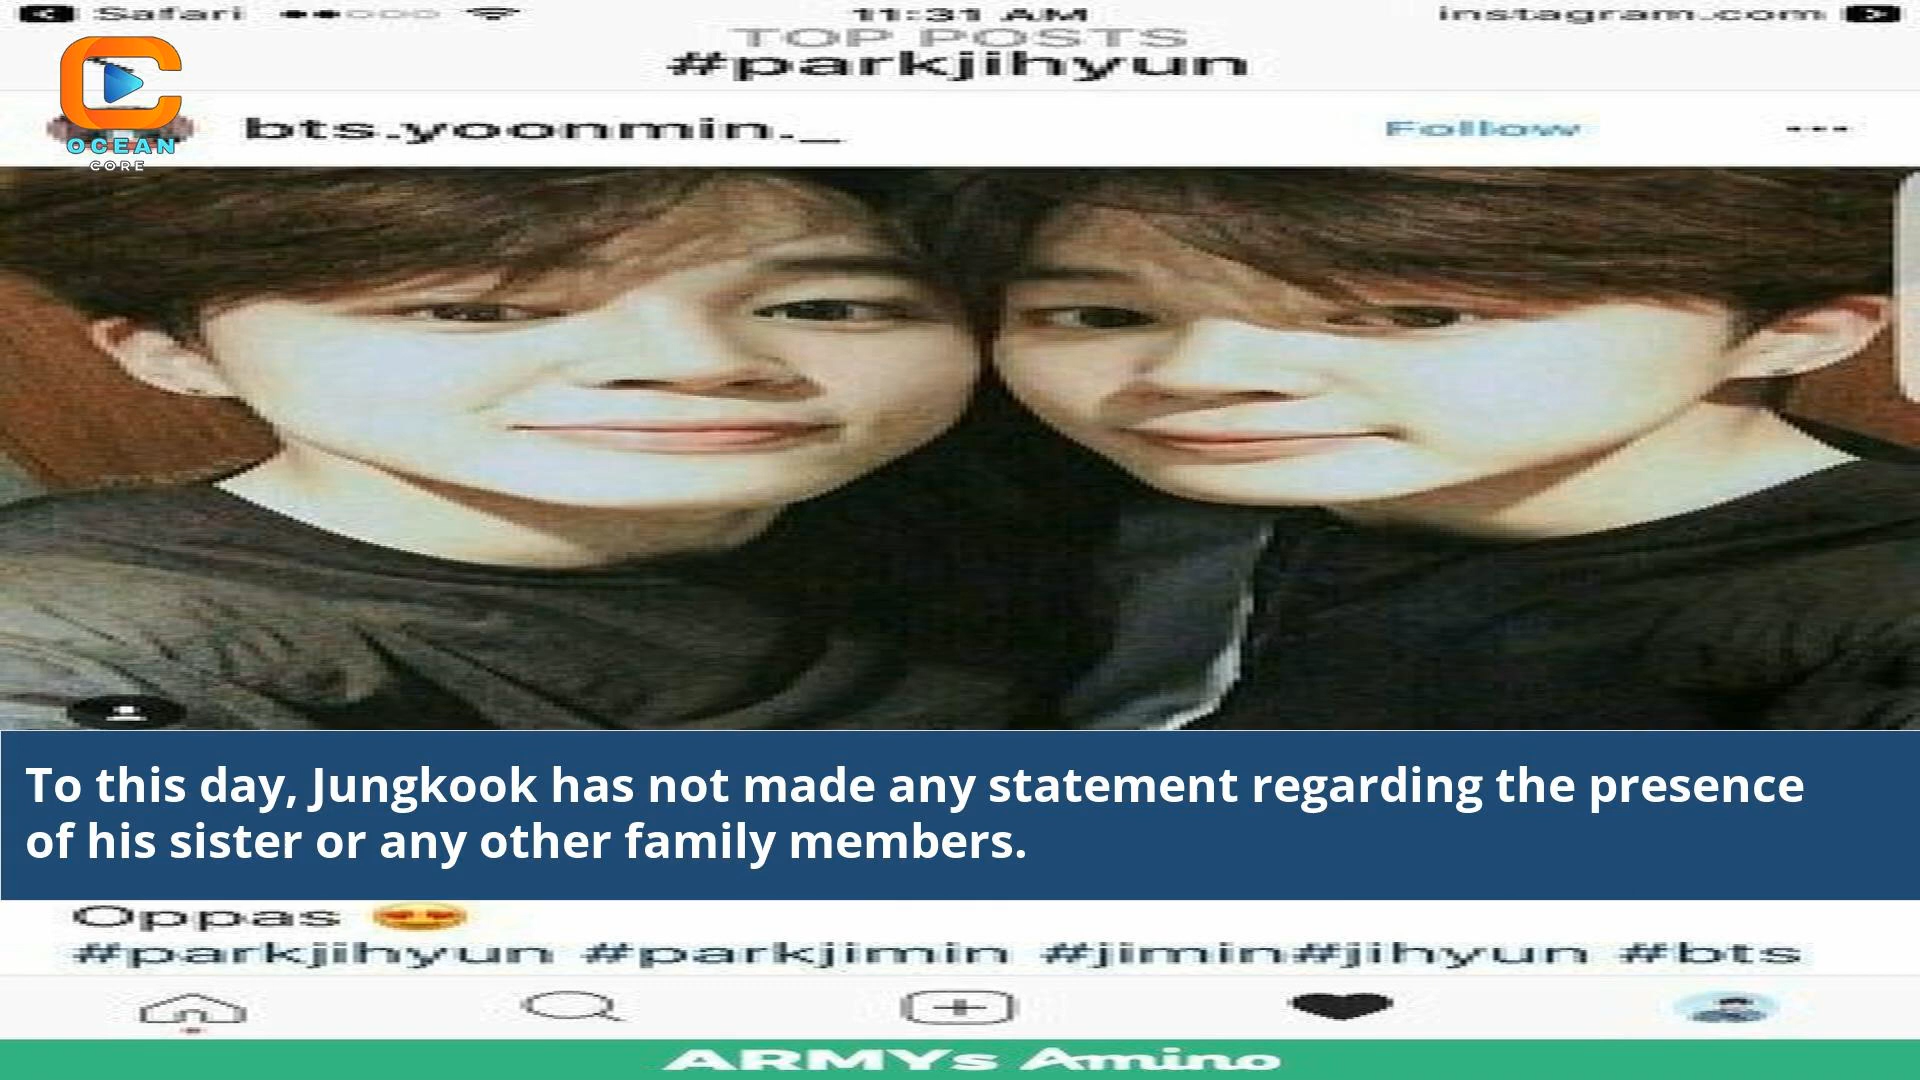 Safari 11:31 AM instagram.com
TOP POSTS
#parkjihyun
OCEAN
CORE
bts.yoonmin._ Follow
To this day, Jungkook has not made any statement regarding the presence
of his sister or any other family members.
Oppas
#parkjihyun #parkjimin #jimin#jihyun #bts
ARMYs Amino